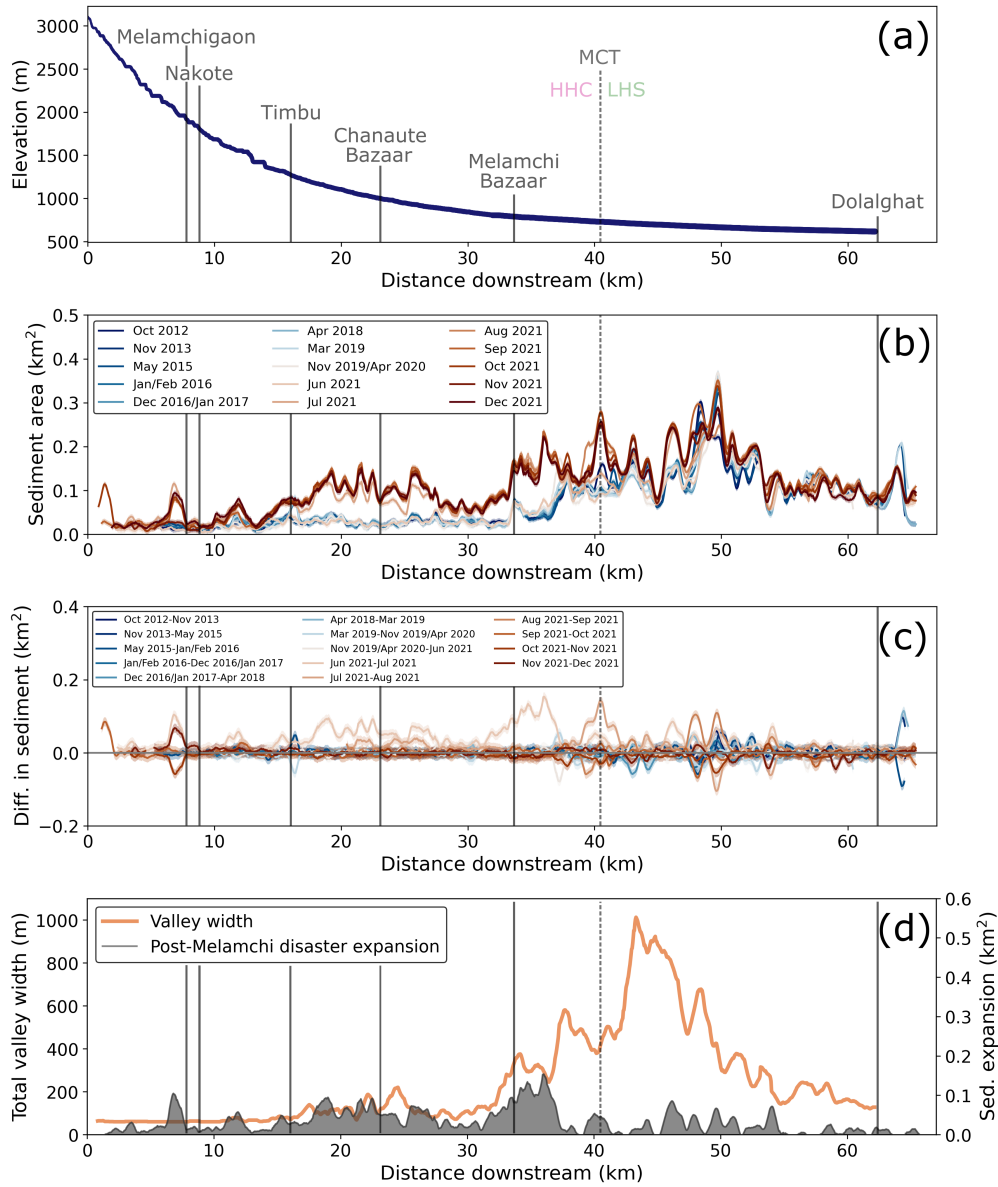 (a)
Melamchigaon
Nakote
Timbu
Chanaute
Bazaar
Melamchi
Bazaar
MCT
HHC LHS
Dolalghat
Elevation (m)
3000
2500
2000
1500
1000
500
0 10 20 30 40 50 60
Distance downstream (km)
(b)
Oct 2012
Nov 2013
May 2015
Jan/Feb 2016
Dec 2016/Jan 2017
Apr 2018
Mar 2019
Nov 2019/Apr 2020
Jun 2021
Jul 2021
Aug 2021
Sep 2021
Oct 2021
Nov 2021
Dec 2021
Sediment area (km²)
0.5
0.4
0.3
0.2
0.1
0.0
0 10 20 30 40 50 60
Distance downstream (km)
(c)
Oct 2012-Nov 2013
Nov 2013-May 2015
May 2015-Jan/Feb 2016
Jan/Feb 2016-Dec 2016/Jan 2017
Dec 2016/Jan 2017-Apr 2018
Apr 2018-Mar 2019
Mar 2019-Nov 2019/Apr 2020
Nov 2019/Apr 2020-Jun 2021
Jun 2021-Jul 2021
Jul 2021-Aug 2021
Aug 2021-Sep 2021
Sep 2021-Oct 2021
Oct 2021-Nov 2021
Nov 2021-Dec 2021
Diff. in sediment (km²)
0.4
0.2
0.0
−0.2
0 10 20 30 40 50 60
Distance downstream (km)
(d)
Valley width
Post-Melamchi disaster expansion
Total valley width (m)
1000
800
600
400
200
0
Sed. expansion (km²)
0.6
0.5
0.4
0.3
0.2
0.1
0.0
0 10 20 30 40 50 60
Distance downstream (km)